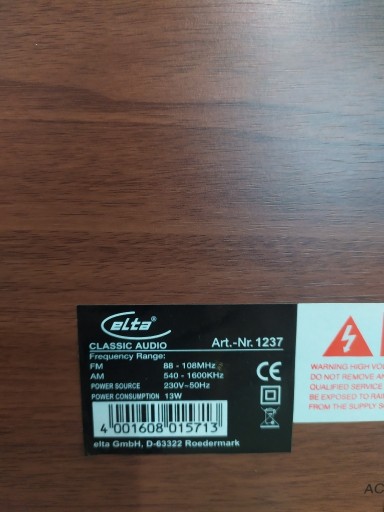 elta
CLASSIC AUDIO Art.-Nr. 1237
Frequency Range:
FM 88 - 108MHz
AM 540 - 1600KHz
POWER SOURCE 230V~50Hz
POWER CONSUMPTION 13W
CE
4 001608 015713
elta GmbH, D-63322 Roedermark
WARNING HIGH
DO NOT REMOVE
QUALIFIED SERVICE
BE EXPOSED TO
FROM THE SUPPLY
AC